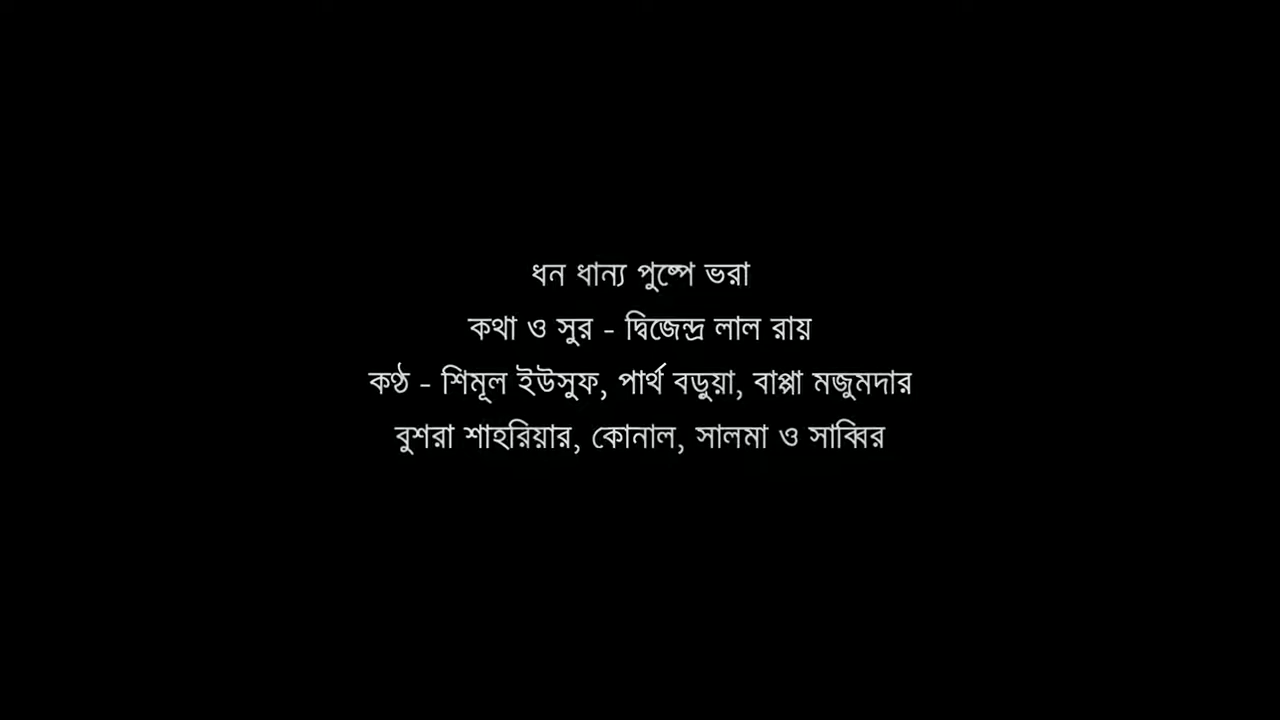 ধন ধান্য পুষ্পে ভরা
কথা ও সুর - দ্বিজেন্দ্র লাল রায়
কণ্ঠ - শিমূল ইউসুফ, পার্থ বড়ুয়া, বাপ্পা মজুমদার
বুশরা শাহরিয়ার, কোনাল, সালমা ও সাব্বির